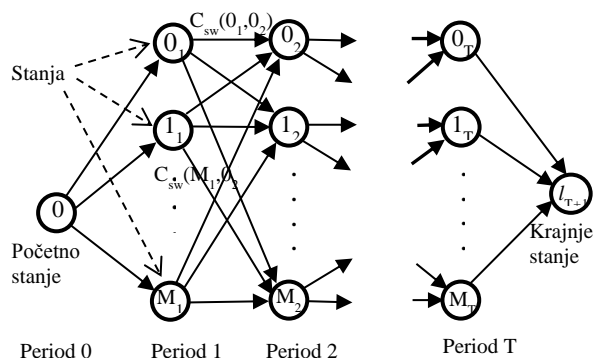 C_sw(0_1,0_2)
0_1
0_2
0_T
Stanja
1_1
1_2
1_T
C_sw(M_1,0_2
0
l_T+1
Početno
stanje
Krajnje
stanje
M_1
M_2
M_T
Period 0
Period 1
Period 2
Period T